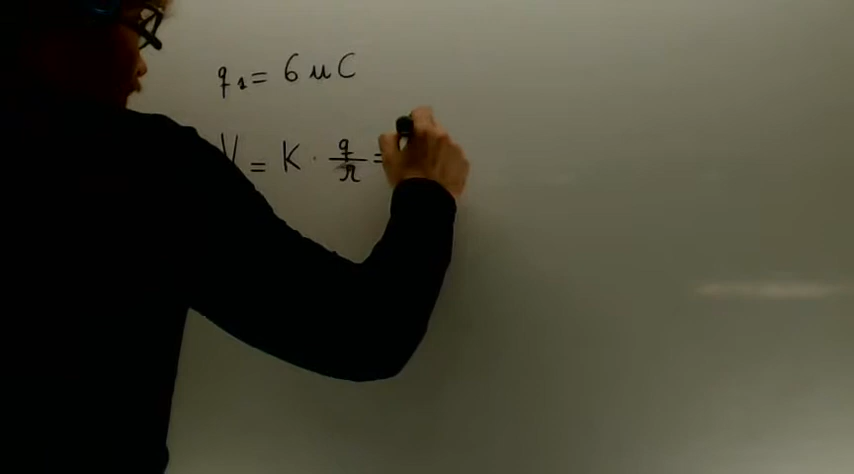 q₁ = 6 μC
V = K · q/r =